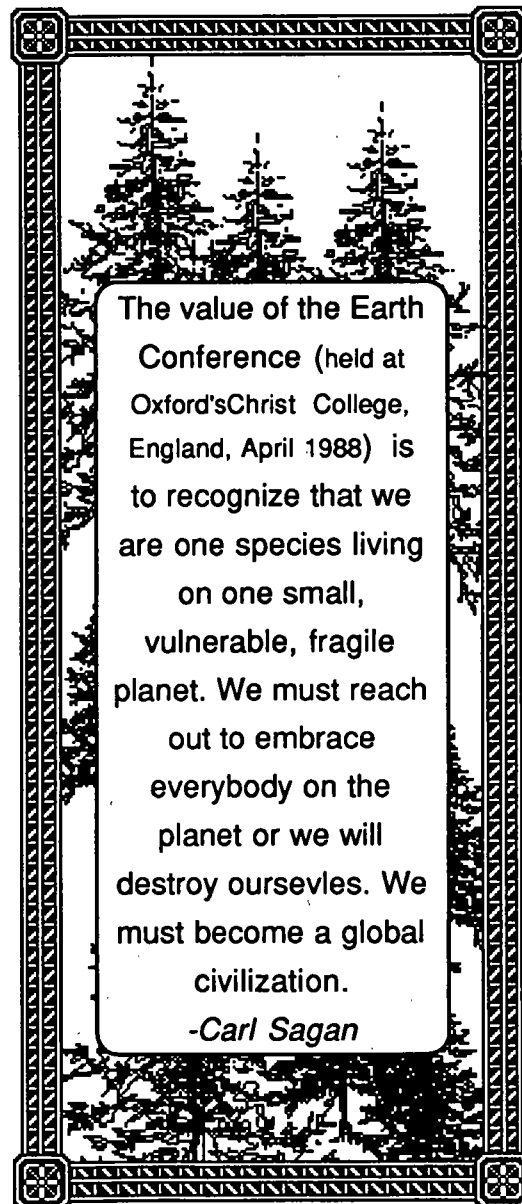 The value of the Earth
Conference (held at
Oxford'sChrist College,
England, April 1988) is
to recognize that we
are one species living
on one small,
vulnerable, fragile
planet. We must reach
out to embrace
everybody on the
planet or we will
destroy oursevles. We
must become a global
civilization.
-Carl Sagan